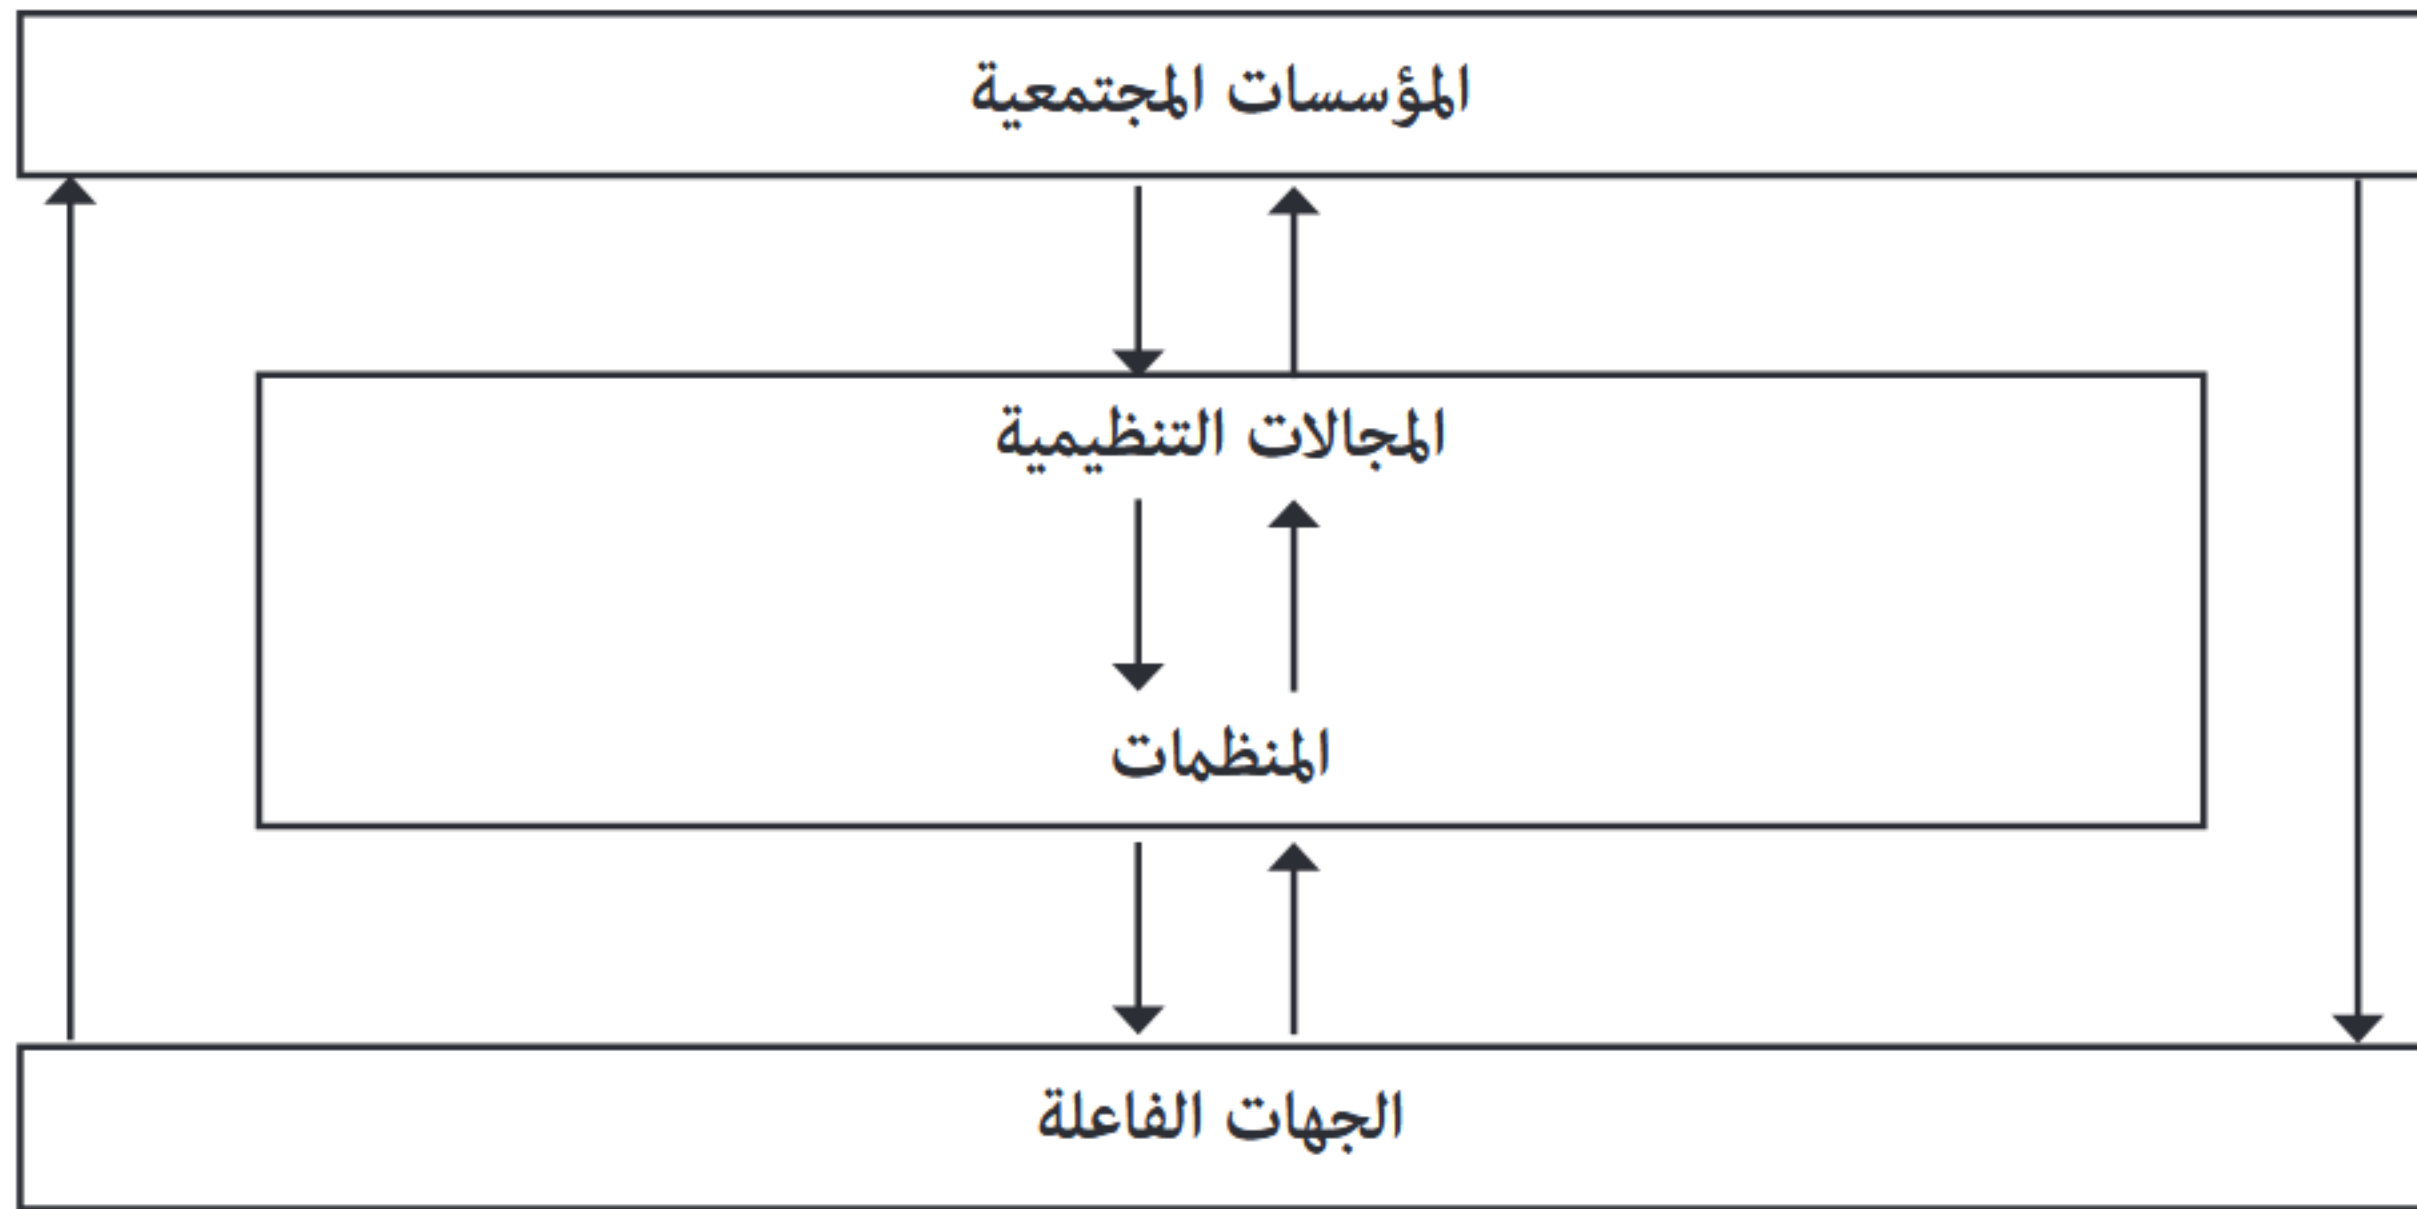 المؤسسات المجتمعية
المجالات التنظيمية
المنظمات
الجهات الفاعلة